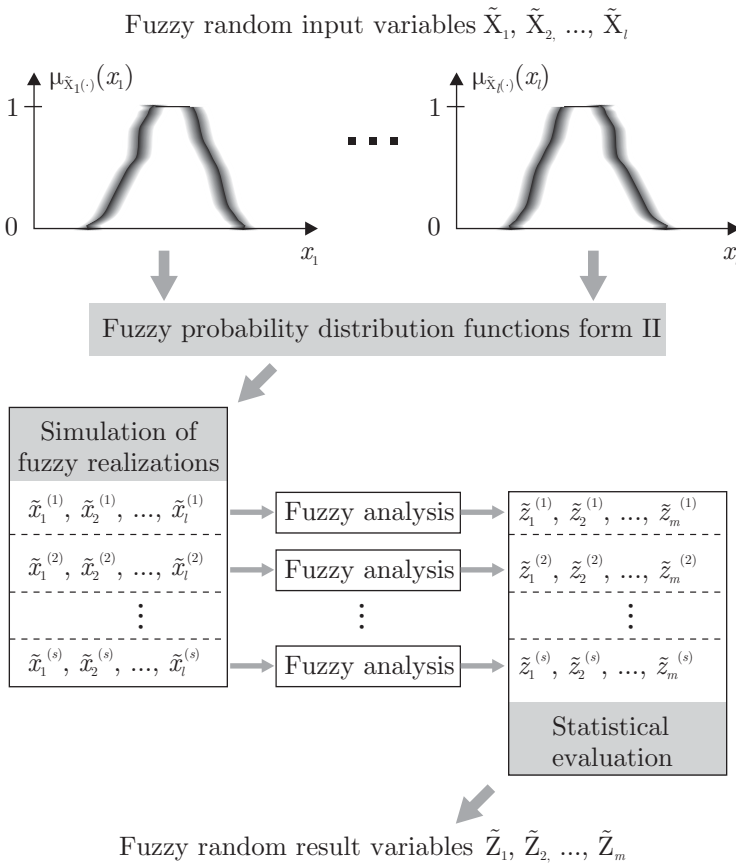 Fuzzy random input variables X̃₁, X̃₂, ..., X̃ₗ
μ_X̃₁(·)(x₁) μ_X̃ₗ(·)(xₗ)
1 1
0 0
x₁ x
Fuzzy probability distribution functions form II
Simulation of
fuzzy realizations
x̃₁⁽¹⁾, x̃₂⁽¹⁾, ..., x̃ₗ⁽¹⁾ Fuzzy analysis z̃₁⁽¹⁾, z̃₂⁽¹⁾, ..., z̃ₘ⁽¹⁾
x̃₁⁽²⁾, x̃₂⁽²⁾, ..., x̃ₗ⁽²⁾ Fuzzy analysis z̃₁⁽²⁾, z̃₂⁽²⁾, ..., z̃ₘ⁽²⁾
⋮ ⋮ ⋮
x̃₁⁽ˢ⁾, x̃₂⁽ˢ⁾, ..., x̃ₗ⁽ˢ⁾ Fuzzy analysis z̃₁⁽ˢ⁾, z̃₂⁽ˢ⁾, ..., z̃ₘ⁽ˢ⁾
Statistical
evaluation
Fuzzy random result variables Z̃₁, Z̃₂, ..., Z̃ₘ